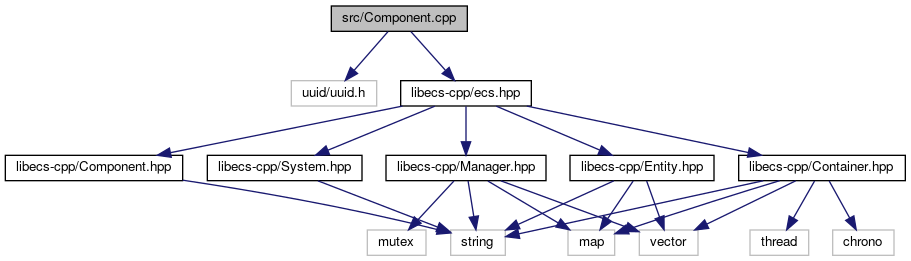 src/Component.cpp
uuid/uuid.h
libecs-cpp/ecs.hpp
libecs-cpp/Component.hpp
libecs-cpp/System.hpp
libecs-cpp/Manager.hpp
libecs-cpp/Entity.hpp
libecs-cpp/Container.hpp
mutex
string
map
vector
thread
chrono